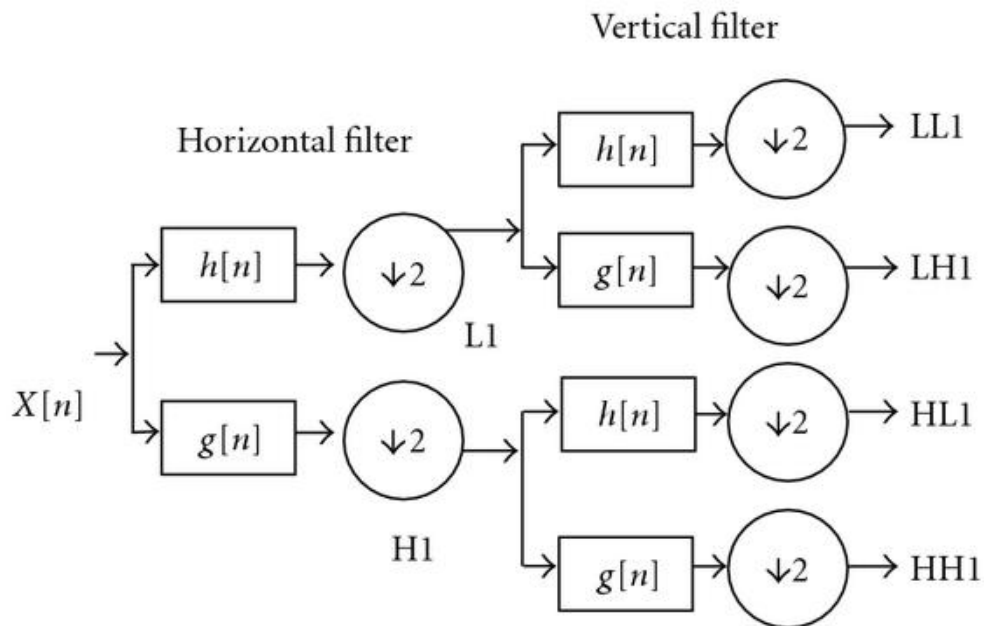 Vertical filter
Horizontal filter
h[n]
↓2
LL1
g[n]
↓2
LH1
h[n]
↓2
L1
X[n]
g[n]
↓2
H1
h[n]
↓2
HL1
g[n]
↓2
HH1